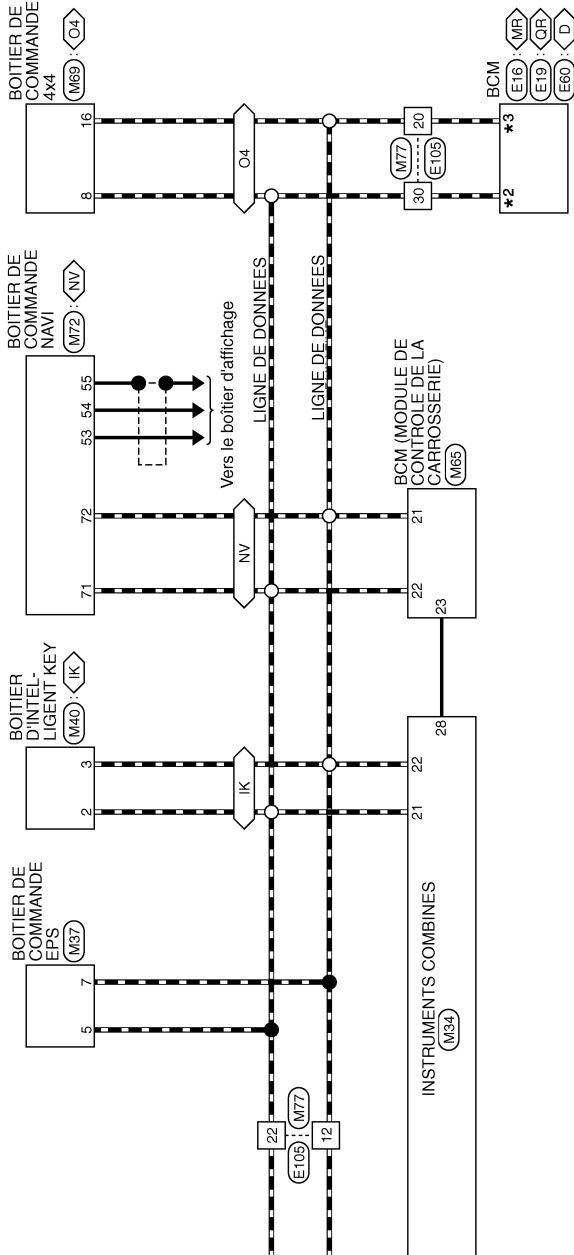 BOITIER DE
COMMANDE
EPS
M37
5
7
BOITIER
D'INTEL-
LIGENT KEY
M40 : IK
2
3
BOITIER DE
COMMANDE
NAVI
M72 : NV
71
72
53
54
55
BOITIER DE
COMMANDE
4x4
M69 : O4
8
16
IK
NV
Vers le boîtier d'affichage
O4
LIGNE DE DONNEES
LIGNE DE DONNEES
22
E105
M77
12
30
M77
E105
20
INSTRUMENTS COMBINES
M34
21
22
28
BCM (MODULE DE
CONTROLE DE LA
CARROSSERIE)
M65
23
22
21
BCM
E16 : MR
E19 : QR
E60 : D
*2
*3